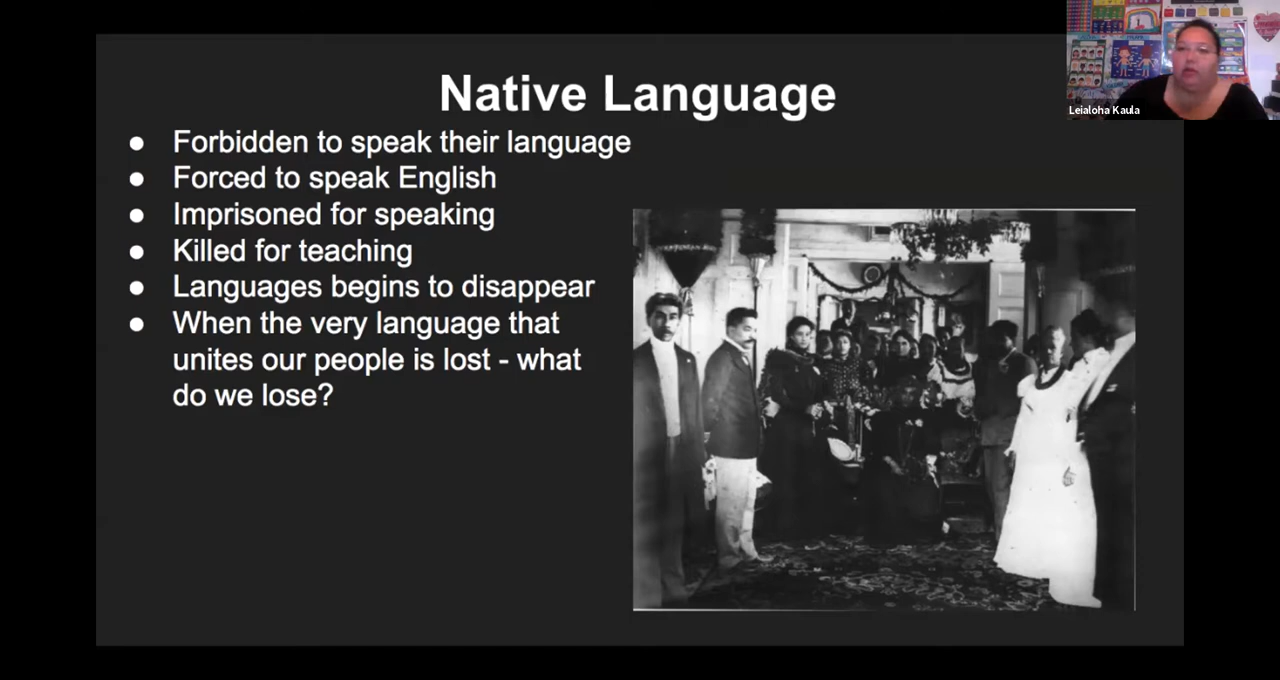 Native Language
● Forbidden to speak their language
● Forced to speak English
● Imprisoned for speaking
● Killed for teaching
● Languages begins to disappear
● When the very language that
unites our people is lost - what
do we lose?
Leialoha Kaula